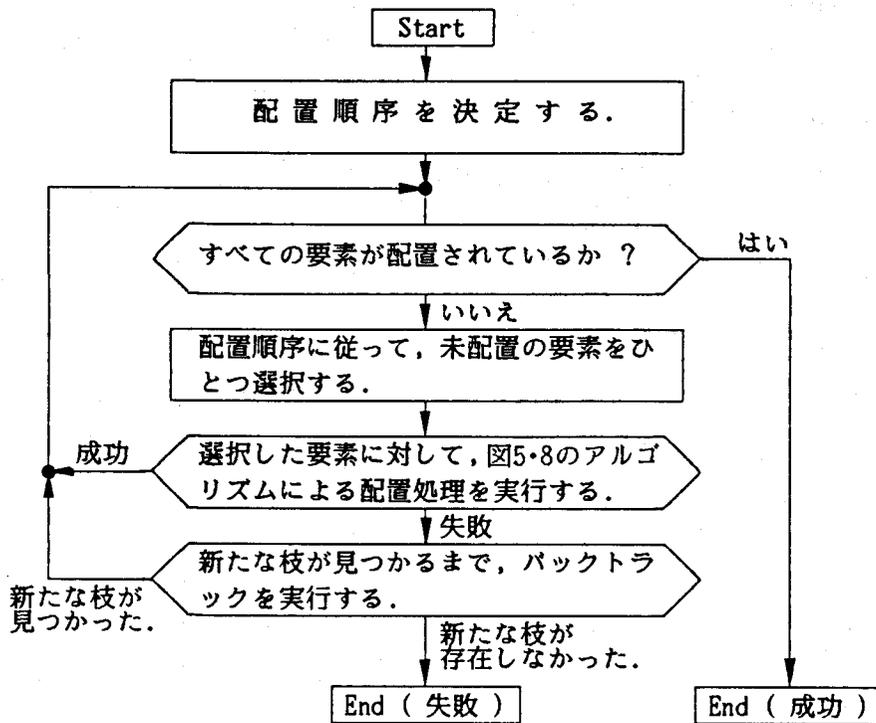 Start
配置順序を決定する.
すべての要素が配置されているか ?
はい
いいえ
配置順序に従って, 未配置の要素をひ
とつ選択する.
成功
選択した要素に対して, 図5・8のアルゴ
リズムによる配置処理を実行する.
失敗
新たな枝が見つかるまで, バックトラ
ックを実行する.
新たな枝が
見つかった.
新たな枝が
存在しなかった.
End ( 失敗 )
End ( 成功 )